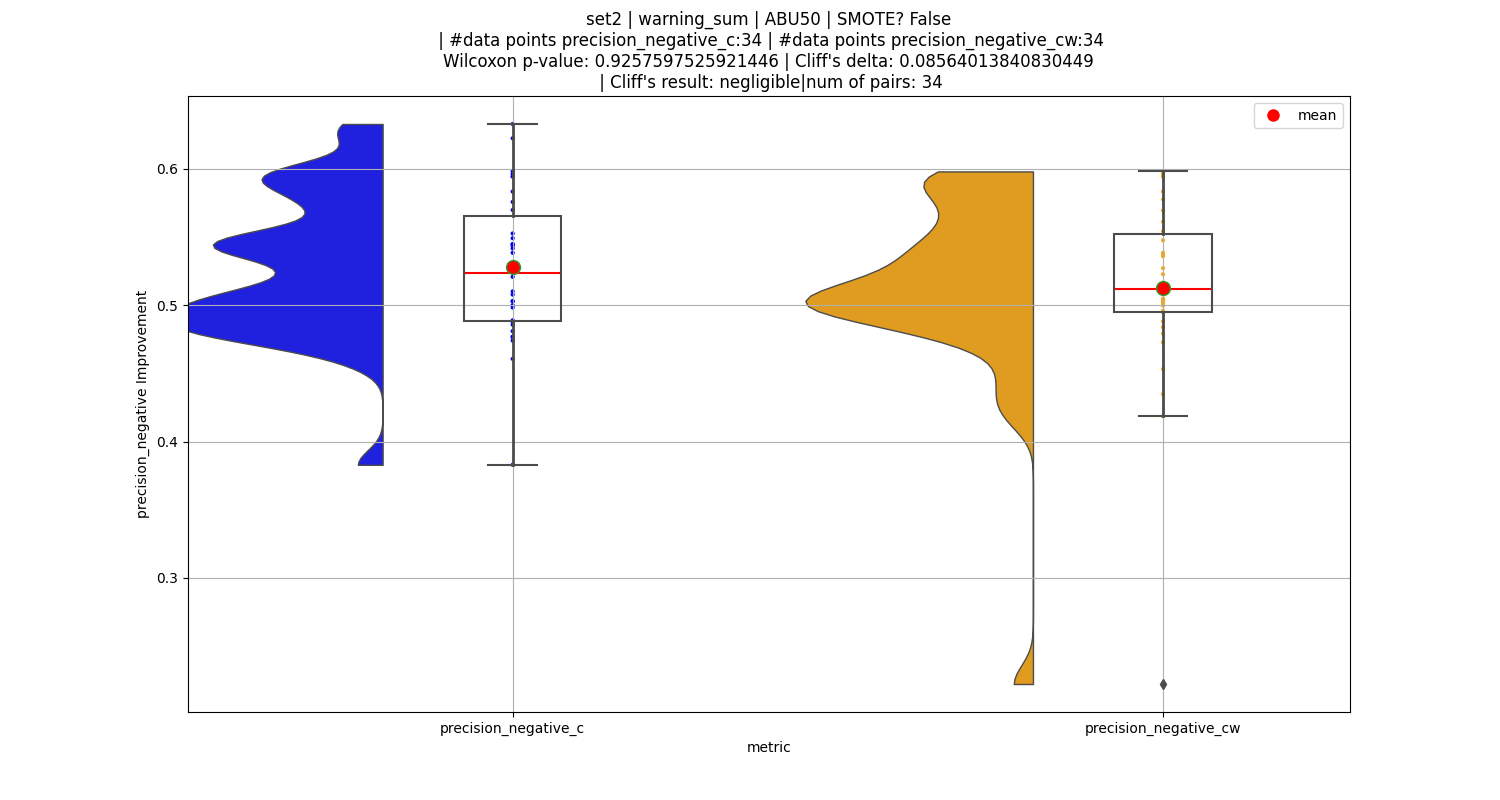 set2 | warning_sum | ABU50 | SMOTE? False
| #data points precision_negative_c:34 | #data points precision_negative_cw:34
Wilcoxon p-value: 0.9257597525921446 | Cliff's delta: 0.08564013840830449
| Cliff's result: negligible|num of pairs: 34
mean
0.6
0.5
0.4
0.3
precision_negative Improvement
precision_negative_c
precision_negative_cw
metric